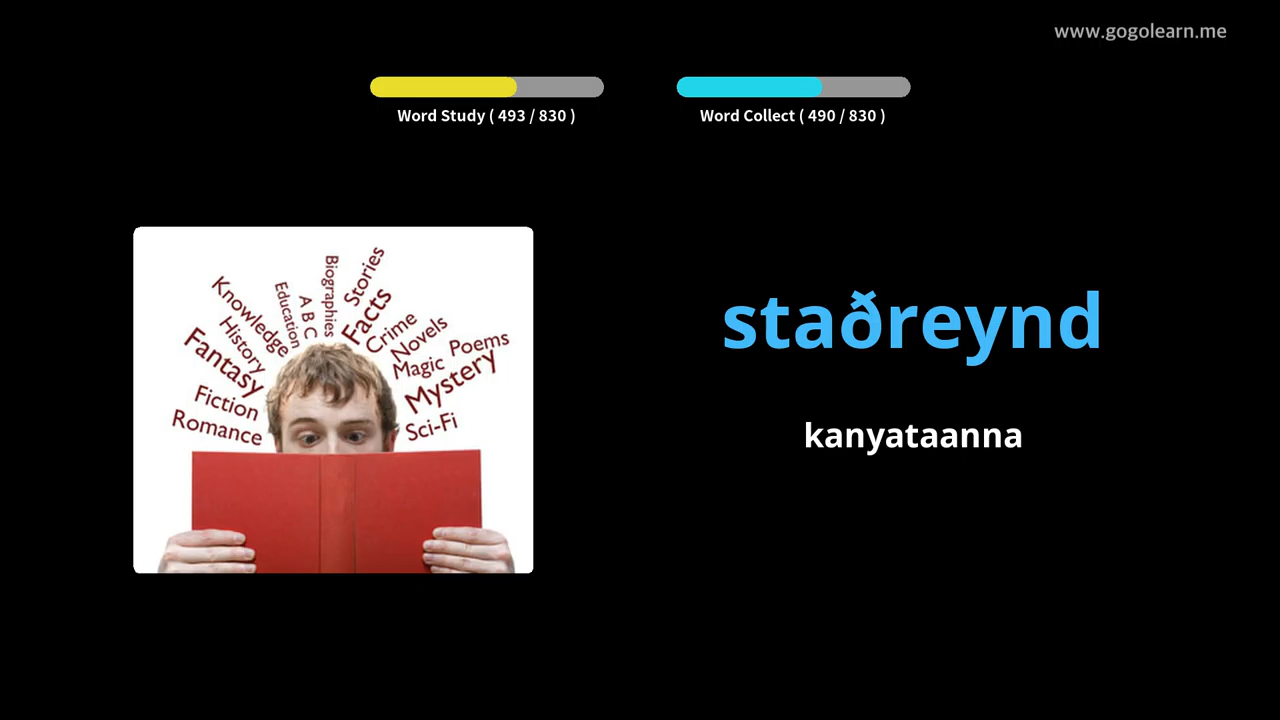 www.gogolearn.me
Word Study ( 493 / 830 )
Word Collect ( 490 / 830 )
Stories
Biographies
Facts
A B C
Education
Knowledge
Crime
Novels
History
Poems
Magic
Fantasy
Mystery
Fiction
Romance
Sci-Fi
staðreynd
kanyataanna